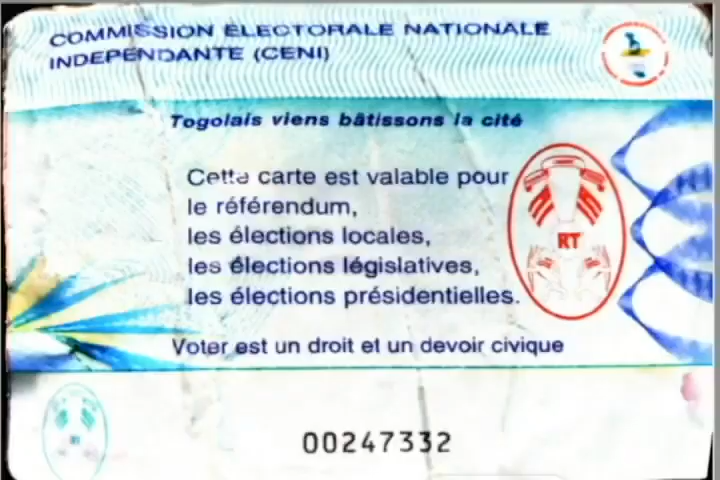 COMMISSION ELECTORALE NATIONALE
INDEPENDANTE (CENI)
Togolais viens bâtissons la cité
Cette carte est valable pour
le référendum,
les élections locales,
les élections législatives,
les élections présidentielles.
RT
Voter est un droit et un devoir civique
00247332